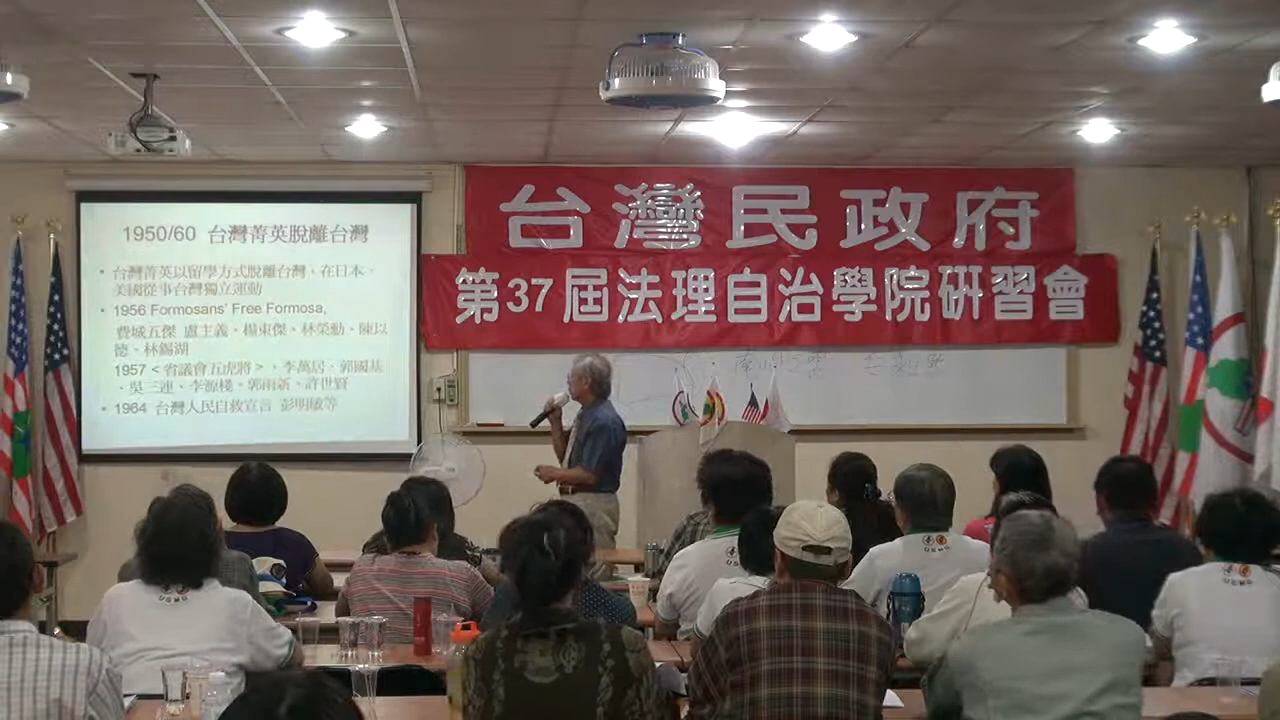 台灣民政府
第37屆法理自治學院研習會
1950/60 台灣菁英脫離台灣
• 台灣菁英以留學方式脫離台灣，在日本、
美國從事台灣獨立運動
• 1956 Formosans' Free Formosa,
費城五傑 盧主義、楊東傑、林榮勳、陳以
德、林錫湖
1957＜省議會五虎將＞，李萬居、郭國基
、吳三連、李源棧、郭雨新、許世賢
• 1964 台灣人民自救宣言 彭明敏等
USMG
USMG
USMG
USMG